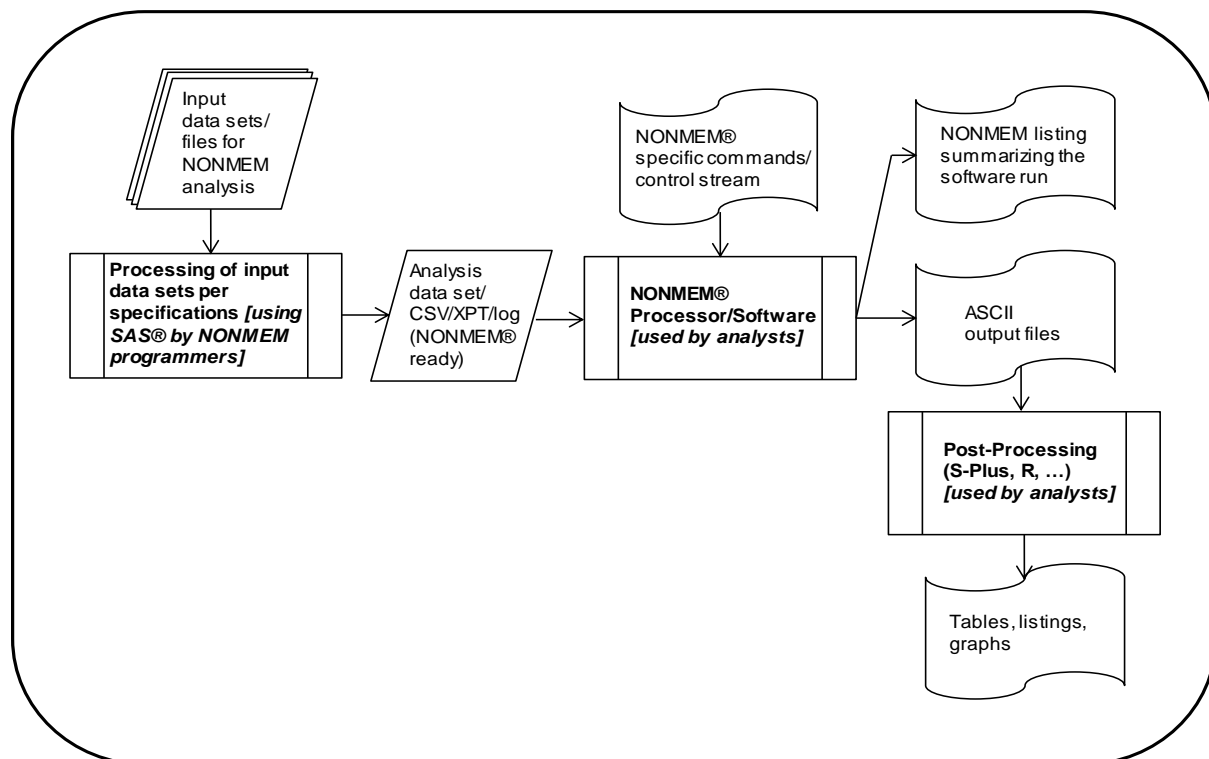 Input
data sets/
files for
NONMEM
analysis
NONMEM®
specific commands/
control stream
NONMEM listing
summarizing the
software run
Processing of input
data sets per
specifications [using
SAS® by NONMEM
programmers]
Analysis
data set/
CSV/XPT/log
(NONMEM®
ready)
NONMEM®
Processor/Software
[used by analysts]
ASCII
output files
Post-Processing
(S-Plus, R, …)
[used by analysts]
Tables, listings,
graphs